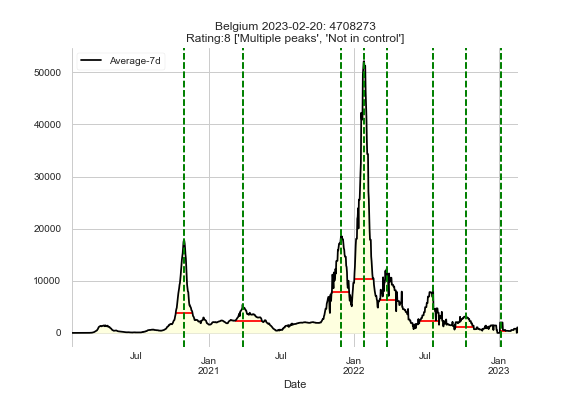 Belgium 2023-02-20: 4708273
Rating:8 ['Multiple peaks', 'Not in control']
Average-7d
50000
40000
30000
20000
10000
0
Jul
Jan
2021
Jul
Jan
2022
Jul
Jan
2023
Date